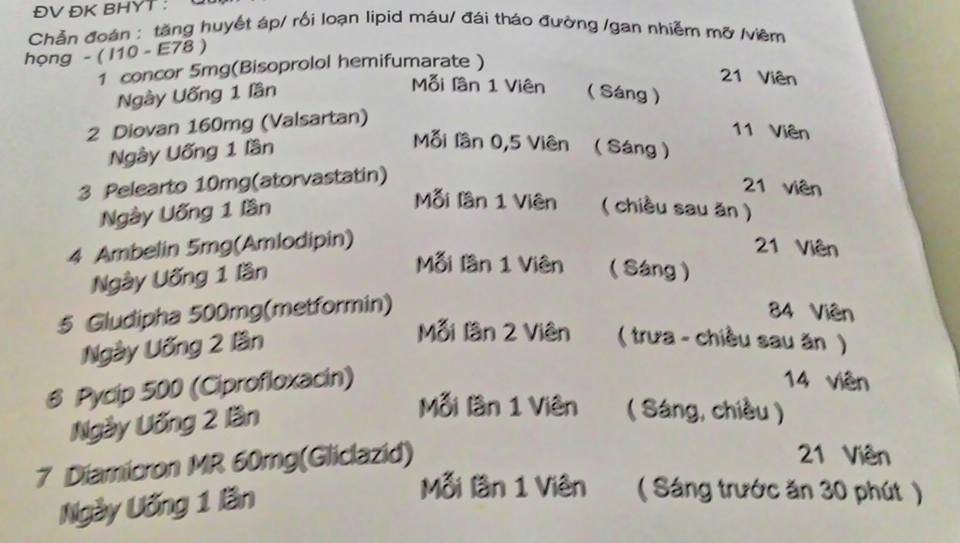 ĐV ĐK BHYT :
Chẩn đoán : tăng huyết áp/ rối loạn lipid máu/ đái tháo đường /gan nhiễm mỡ /viêm
họng - ( I10 - E78 )
1 concor 5mg(Bisoprolol hemifumarate ) 21 Viên
Ngày Uống 1 lần Mỗi lần 1 Viên ( Sáng )
2 Diovan 160mg (Valsartan) 11 Viên
Ngày Uống 1 lần Mỗi lần 0,5 Viên ( Sáng )
3 Pelearto 10mg(atorvastatin) 21 viên
Ngày Uống 1 lần Mỗi lần 1 Viên ( chiều sau ăn )
4 Ambelin 5mg(Amlodipin) 21 Viên
Ngày Uống 1 lần Mỗi lần 1 Viên ( Sáng )
5 Gludipha 500mg(metformin) 84 Viên
Ngày Uống 2 lần Mỗi lần 2 Viên ( trưa - chiều sau ăn )
6 Pycip 500 (Ciprofloxacin) 14 viên
Ngày Uống 2 lần Mỗi lần 1 Viên ( Sáng, chiều )
7 Diamicron MR 60mg(Gliclazid) 21 Viên
Ngày Uống 1 lần Mỗi lần 1 Viên ( Sáng trước ăn 30 phút )